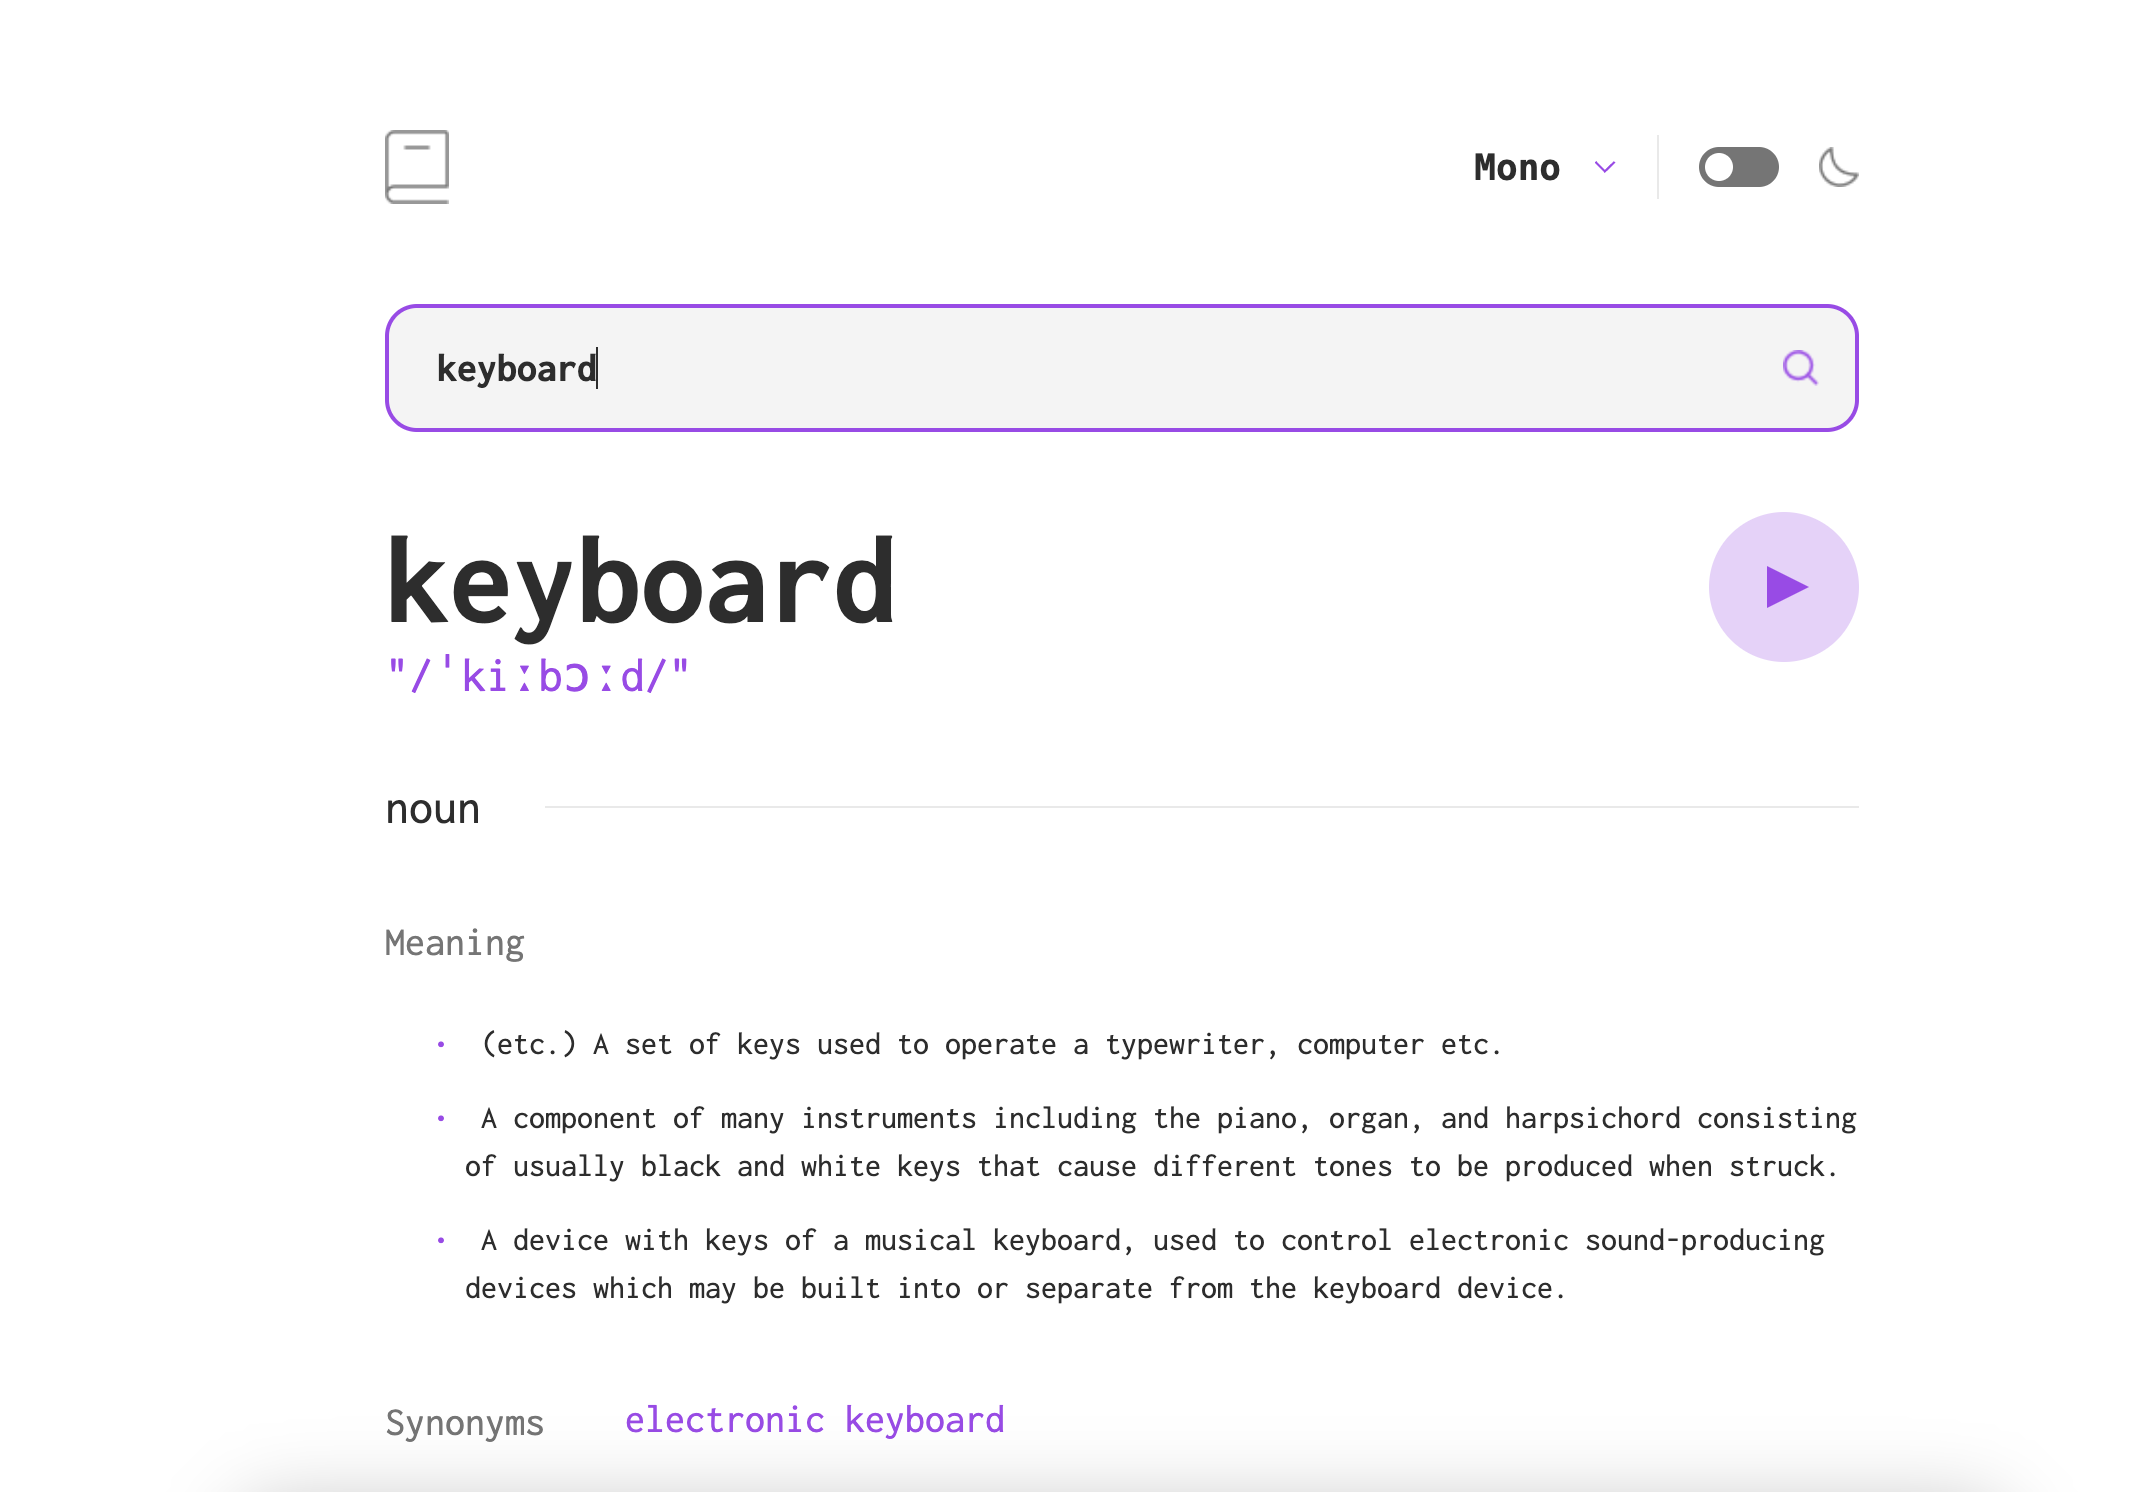 Mono
keyboard
keyboard
"/ˈkiːbɔːd/"
noun
Meaning
• (etc.) A set of keys used to operate a typewriter, computer etc.
• A component of many instruments including the piano, organ, and harpsichord consisting
of usually black and white keys that cause different tones to be produced when struck.
• A device with keys of a musical keyboard, used to control electronic sound-producing
devices which may be built into or separate from the keyboard device.
Synonyms electronic keyboard